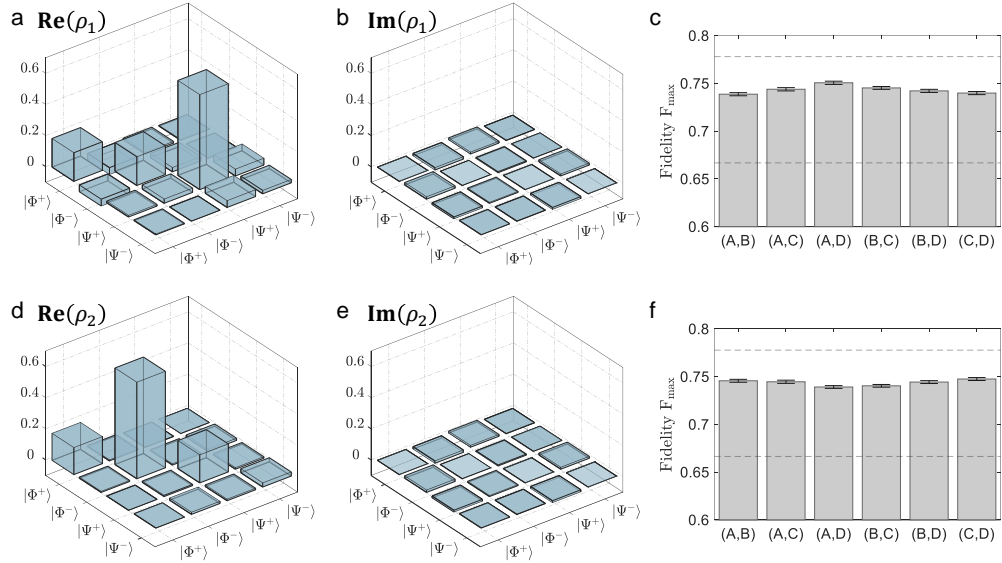 a Re(ρ₁)
0.6
0.4
0.2
0
|Φ⁺⟩
|Φ⁻⟩
|Ψ⁺⟩
|Ψ⁻⟩
|Φ⁺⟩
|Φ⁻⟩
|Ψ⁺⟩
|Ψ⁻⟩
b Im(ρ₁)
0.6
0.4
0.2
0
|Φ⁺⟩
|Φ⁻⟩
|Ψ⁺⟩
|Ψ⁻⟩
|Φ⁺⟩
|Φ⁻⟩
|Ψ⁺⟩
|Ψ⁻⟩
c
Fidelity Fmax
0.8
0.75
0.7
0.65
0.6
(A,B) (A,C) (A,D) (B,C) (B,D) (C,D)
d Re(ρ₂)
0.6
0.4
0.2
0
|Φ⁺⟩
|Φ⁻⟩
|Ψ⁺⟩
|Ψ⁻⟩
|Φ⁺⟩
|Φ⁻⟩
|Ψ⁺⟩
|Ψ⁻⟩
e Im(ρ₂)
0.6
0.4
0.2
0
|Φ⁺⟩
|Φ⁻⟩
|Ψ⁺⟩
|Ψ⁻⟩
|Φ⁺⟩
|Φ⁻⟩
|Ψ⁺⟩
|Ψ⁻⟩
f
Fidelity Fmax
0.8
0.75
0.7
0.65
0.6
(A,B) (A,C) (A,D) (B,C) (B,D) (C,D)